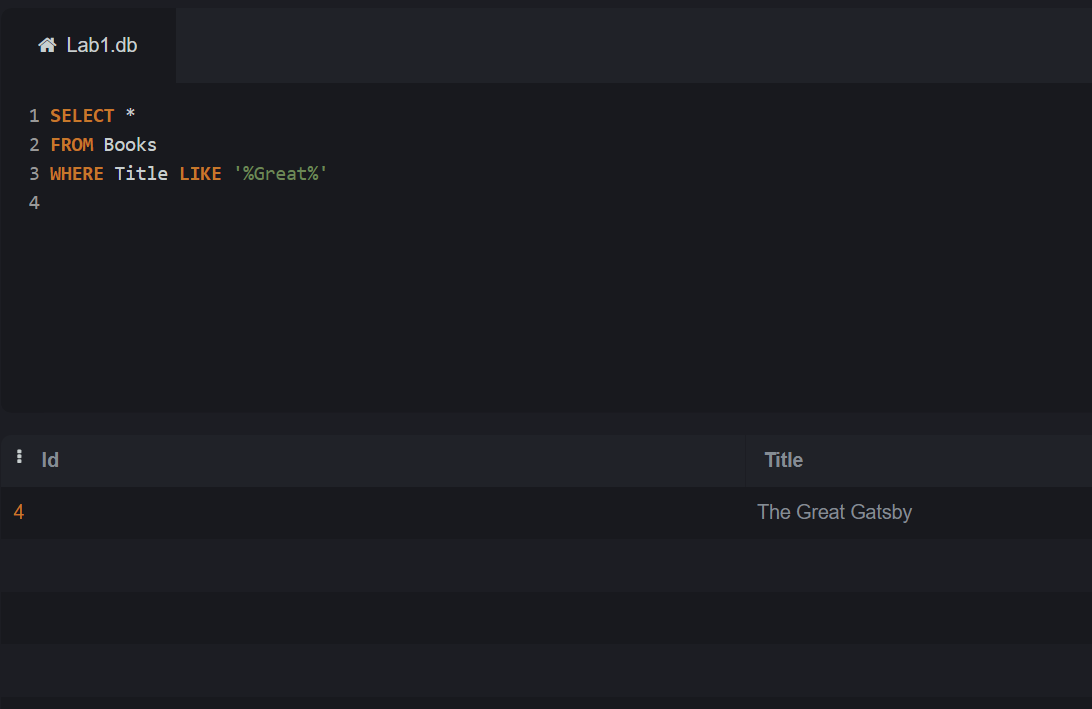 Lab1.db
1 SELECT *
2 FROM Books
3 WHERE Title LIKE '%Great%'
4
Id Title
4 The Great Gatsby